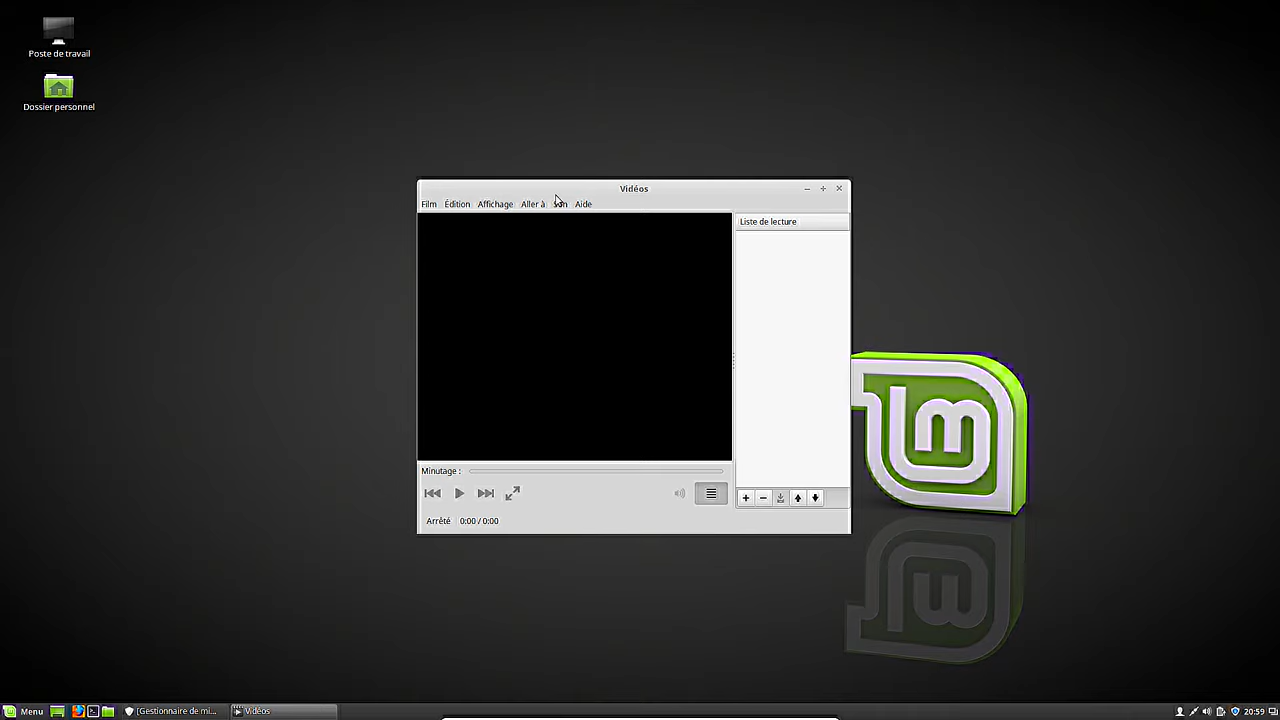 Poste de travail
Dossier personnel
Vidéos
Film Édition Affichage Aller à Son Aide
Liste de lecture
Minutage :
Arrêté 0:00 / 0:00
Menu [Gestionnaire de mi... Vidéos 20:59